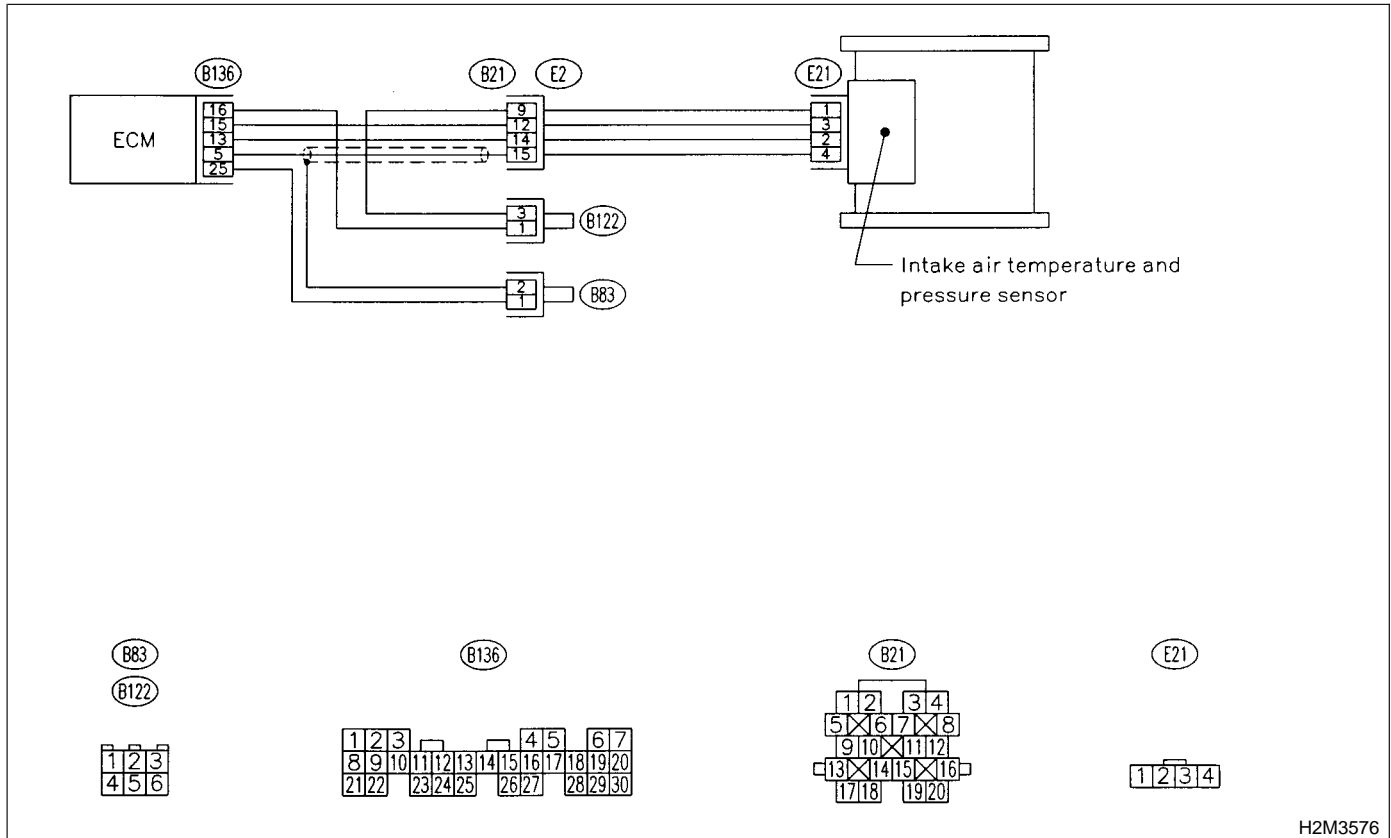 B136
B21
E2
E21
ECM
16
15
13
5
25
9
12
14
15
1
3
2
4
3
1
B122
2
1
B83
Intake air temperature and
pressure sensor
B83
B122
1 2 3
4 5 6
B136
1 2 3 4 5 6 7
8 9 10 11 12 13 14 15 16 17 18 19 20
21 22 23 24 25 26 27 28 29 30
B21
1 2 3 4
5 6 7 8
9 10 11 12
13 14 15 16
17 18 19 20
E21
1 2 3 4
H2M3576